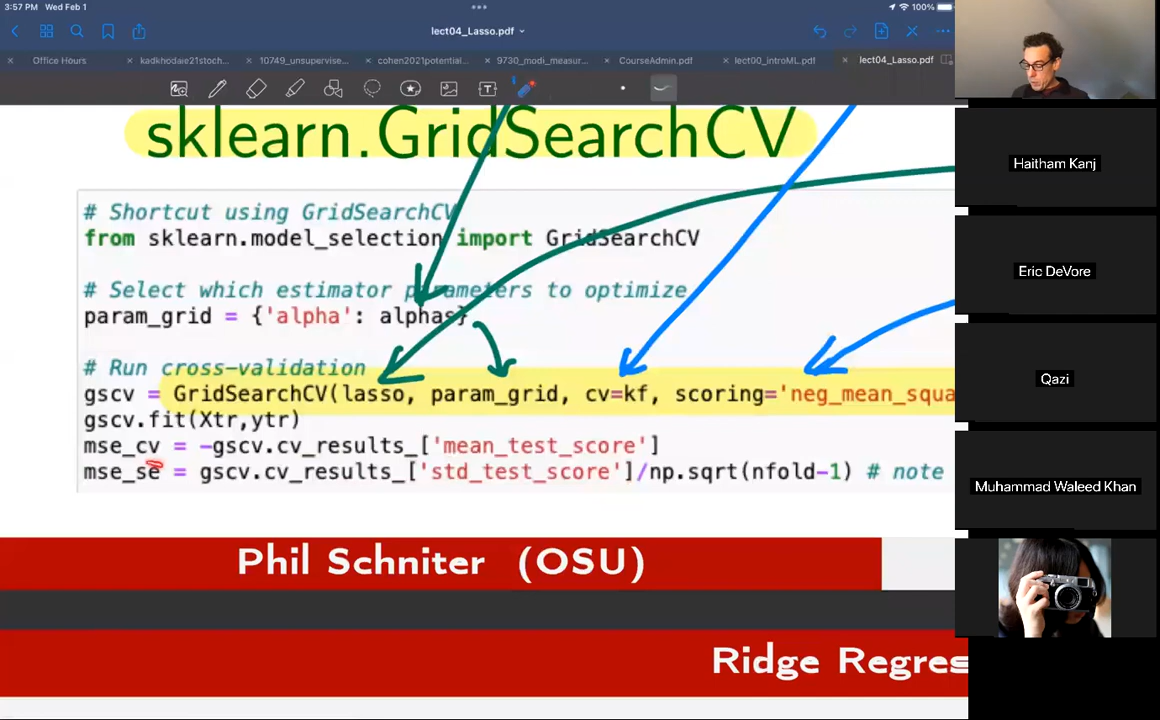 3:57 PM Wed Feb 1
100%
lect04_Lasso.pdf
Office Hours
kadkhodaie21stoch...
10749_unsupervise...
cohen2021potential...
9730_modi_measur...
CourseAdmin.pdf
lect00_introML.pdf
lect04_Lasso.pdf
sklearn.GridSearchCV
# Shortcut using GridSearchCV
from sklearn.model_selection import GridSearchCV
# Select which estimator parameters to optimize
param_grid = {'alpha': alphas}
# Run cross-validation
gscv = GridSearchCV(lasso, param_grid, cv=kf, scoring='neg_mean_squa
gscv.fit(Xtr,ytr)
mse_cv = -gscv.cv_results_['mean_test_score']
mse_se = gscv.cv_results_['std_test_score']/np.sqrt(nfold-1) # note
Phil Schniter (OSU)
Ridge Regres
Haitham Kanj
Eric DeVore
Qazi
Muhammad Waleed Khan